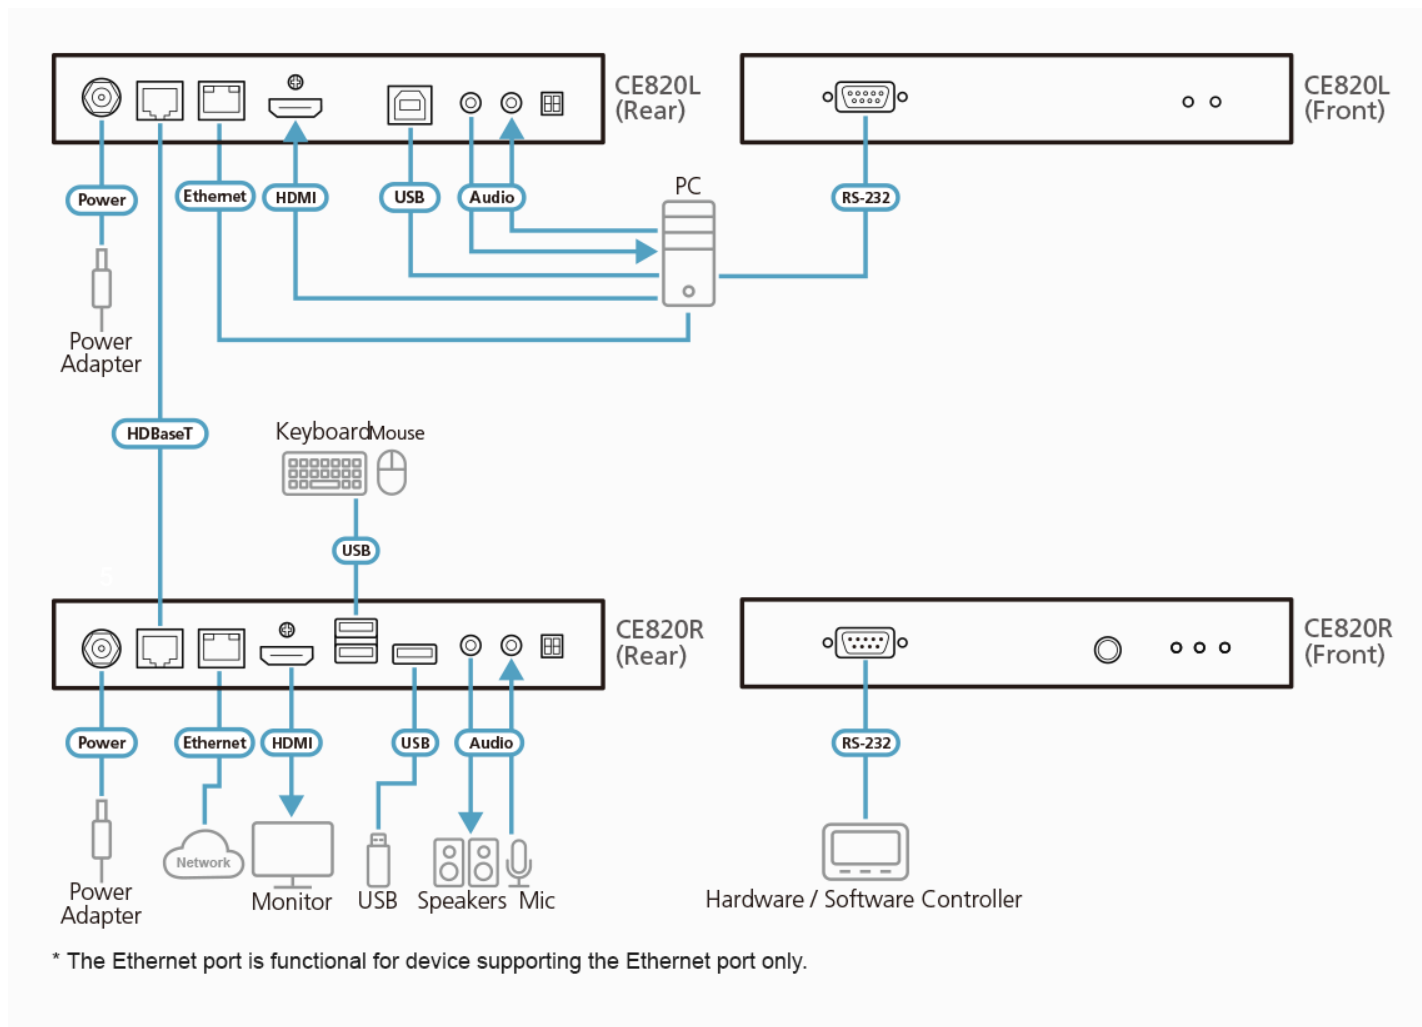 CE820L
(Rear)
CE820L
(Front)
Power
Ethernet
HDMI
USB
Audio
PC
RS-232
Power
Adapter
HDBaseT
Keyboard
Mouse
USB
5
CE820R
(Rear)
CE820R
(Front)
Power
Ethernet
HDMI
USB
Audio
RS-232
Network
Power
Adapter
Monitor
USB
Speakers
Mic
Hardware / Software Controller
* The Ethernet port is functional for device supporting the Ethernet port only.